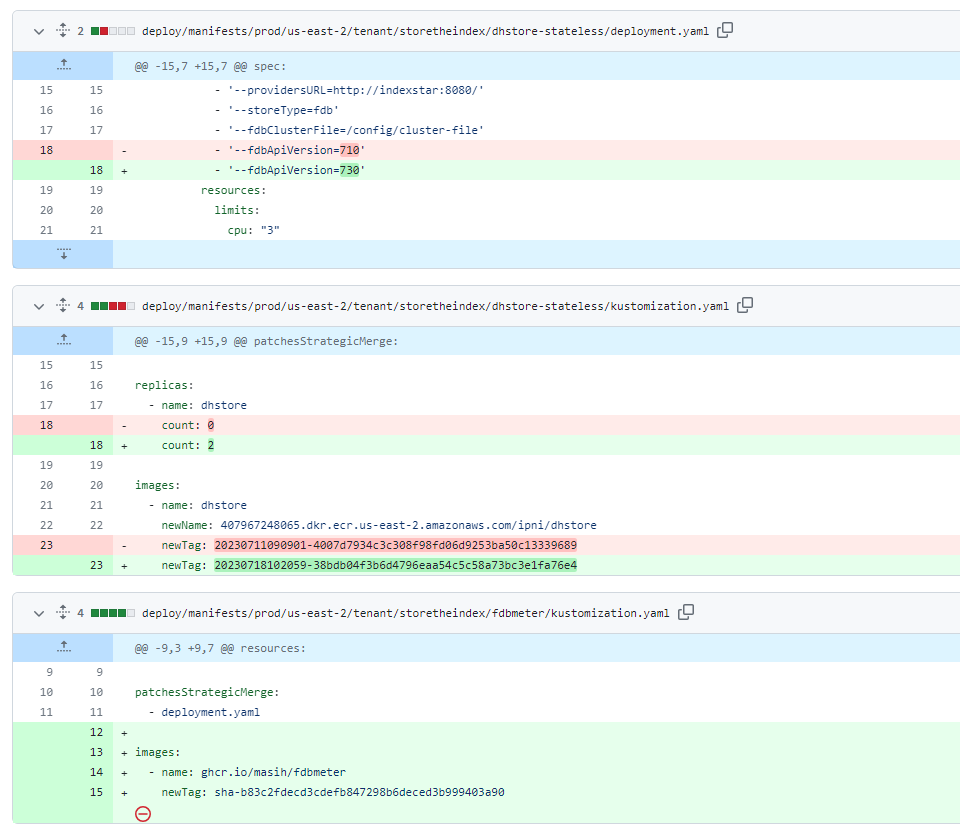 2 deploy/manifests/prod/us-east-2/tenant/storetheindex/dhstore-stateless/deployment.yaml
@@ -15,7 +15,7 @@ spec:
15 15 - '--providersURL=http://indexstar:8080/'
16 16 - '--storeType=fdb'
17 17 - '--fdbClusterFile=/config/cluster-file'
18 - - '--fdbApiVersion=710'
18 + - '--fdbApiVersion=730'
19 19 resources:
20 20 limits:
21 21 cpu: "3"
4 deploy/manifests/prod/us-east-2/tenant/storetheindex/dhstore-stateless/kustomization.yaml
@@ -15,9 +15,9 @@ patchesStrategicMerge:
15 15
16 16 replicas:
17 17 - name: dhstore
18 - count: 0
18 + count: 2
19 19
20 20 images:
21 21 - name: dhstore
22 22 newName: 407967248065.dkr.ecr.us-east-2.amazonaws.com/ipni/dhstore
23 - newTag: 20230711090901-4007d7934c3c308f98fd06d9253ba50c13339689
23 + newTag: 20230718102059-38bdb04f3b6d4796eaa54c5c58a73bc3e1fa76e4
4 deploy/manifests/prod/us-east-2/tenant/storetheindex/fdbmeter/kustomization.yaml
@@ -9,3 +9,7 @@ resources:
9 9
10 10 patchesStrategicMerge:
11 11 - deployment.yaml
12 +
13 + images:
14 + - name: ghcr.io/masih/fdbmeter
15 + newTag: sha-b83c2fdecd3cdefb847298b6deced3b999403a90